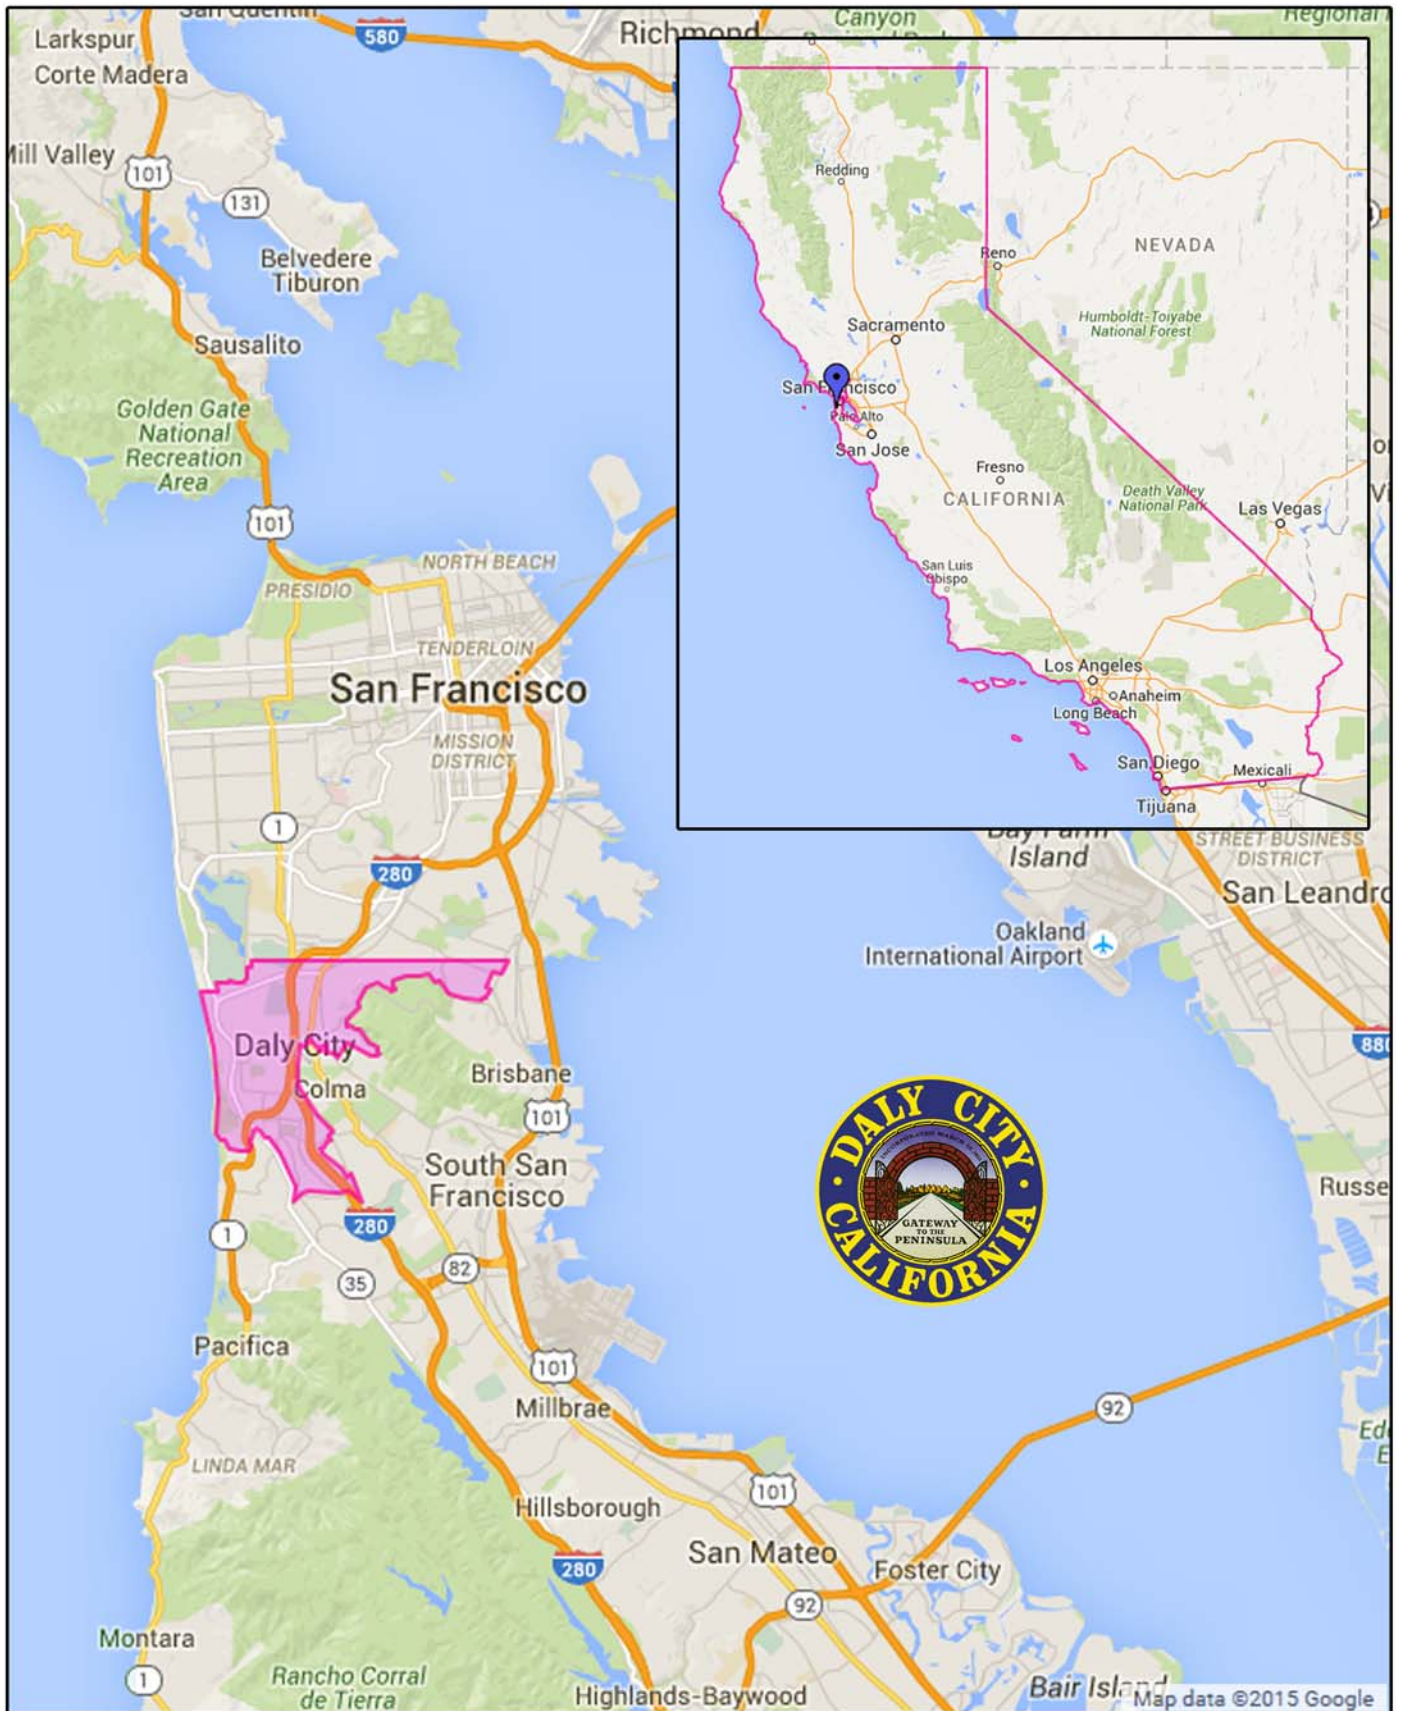 San Quentin
Larkspur
Corte Madera
580
Richmond
Canyon
Regional
Mill Valley
101
131
Belvedere
Tiburon
Sausalito
Golden Gate
National
Recreation
Area
101
PRESIDIO
NORTH BEACH
TENDERLOIN
San Francisco
MISSION
DISTRICT
1
280
Redding
Reno
NEVADA
Humboldt-Toiyabe
National Forest
Sacramento
San Francisco
Palo Alto
San Jose
Fresno
CALIFORNIA
Death Valley
National Park
Las Vegas
San Luis
Obispo
Los Angeles
Anaheim
Long Beach
San Diego
Mexicali
Tijuana
Bay Farm
Island
STREET BUSINESS
DISTRICT
San Leandro
Oakland
International Airport
880
Daly City
Colma
Brisbane
101
South San
Francisco
DALY CITY
CALIFORNIA
INCORPORATED MARCH
GATEWAY
TO THE
PENINSULA
Russe
1
280
35
82
Pacifica
101
Millbrae
92
LINDA MAR
101
Hillsborough
280
San Mateo
Foster City
92
Montara
1
Rancho Corral
de Tierra
Highlands-Baywood
Bair Island
Map data ©2015 Google